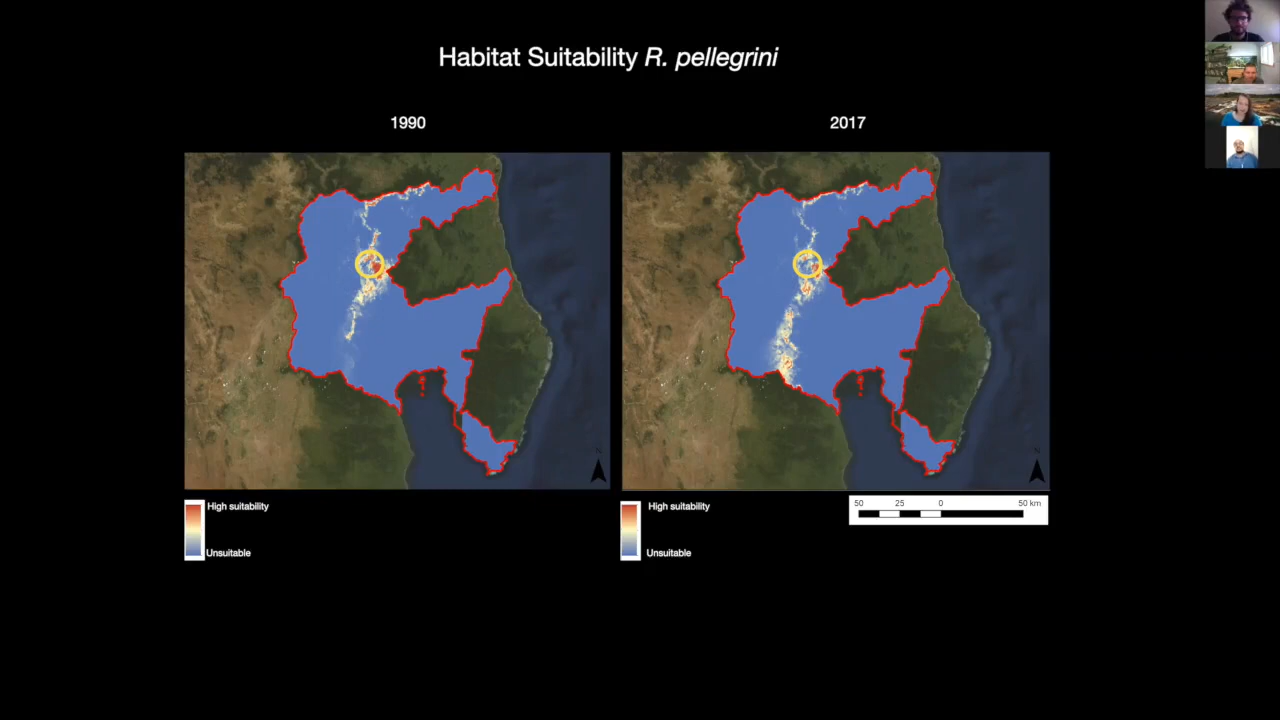 Habitat Suitability R. pellegrini
1990
2017
N
N
High suitability
Unsuitable
High suitability
Unsuitable
50 25 0 50 km